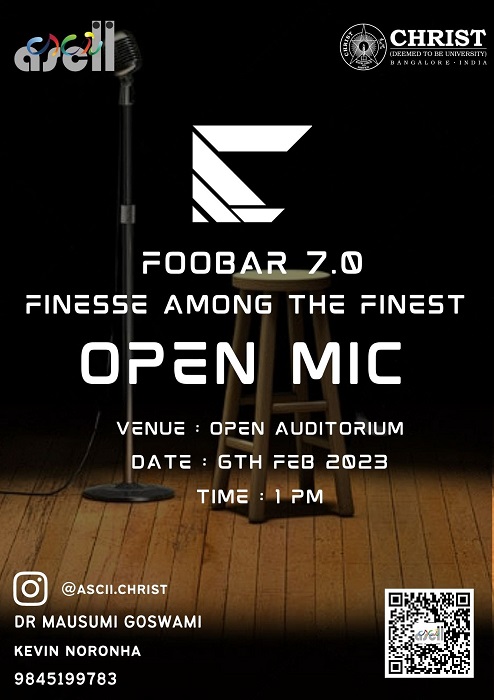 ascii
CHRIST
(DEEMED TO BE UNIVERSITY)
BANGALORE · INDIA
FOOBAR 7.0
FINESSE AMONG THE FINEST
OPEN MIC
VENUE : OPEN AUDITORIUM
DATE : 6TH FEB 2023
TIME : 1 PM
@ASCII.CHRIST
DR MAUSUMI GOSWAMI
KEVIN NORONHA
9845199783
ascii